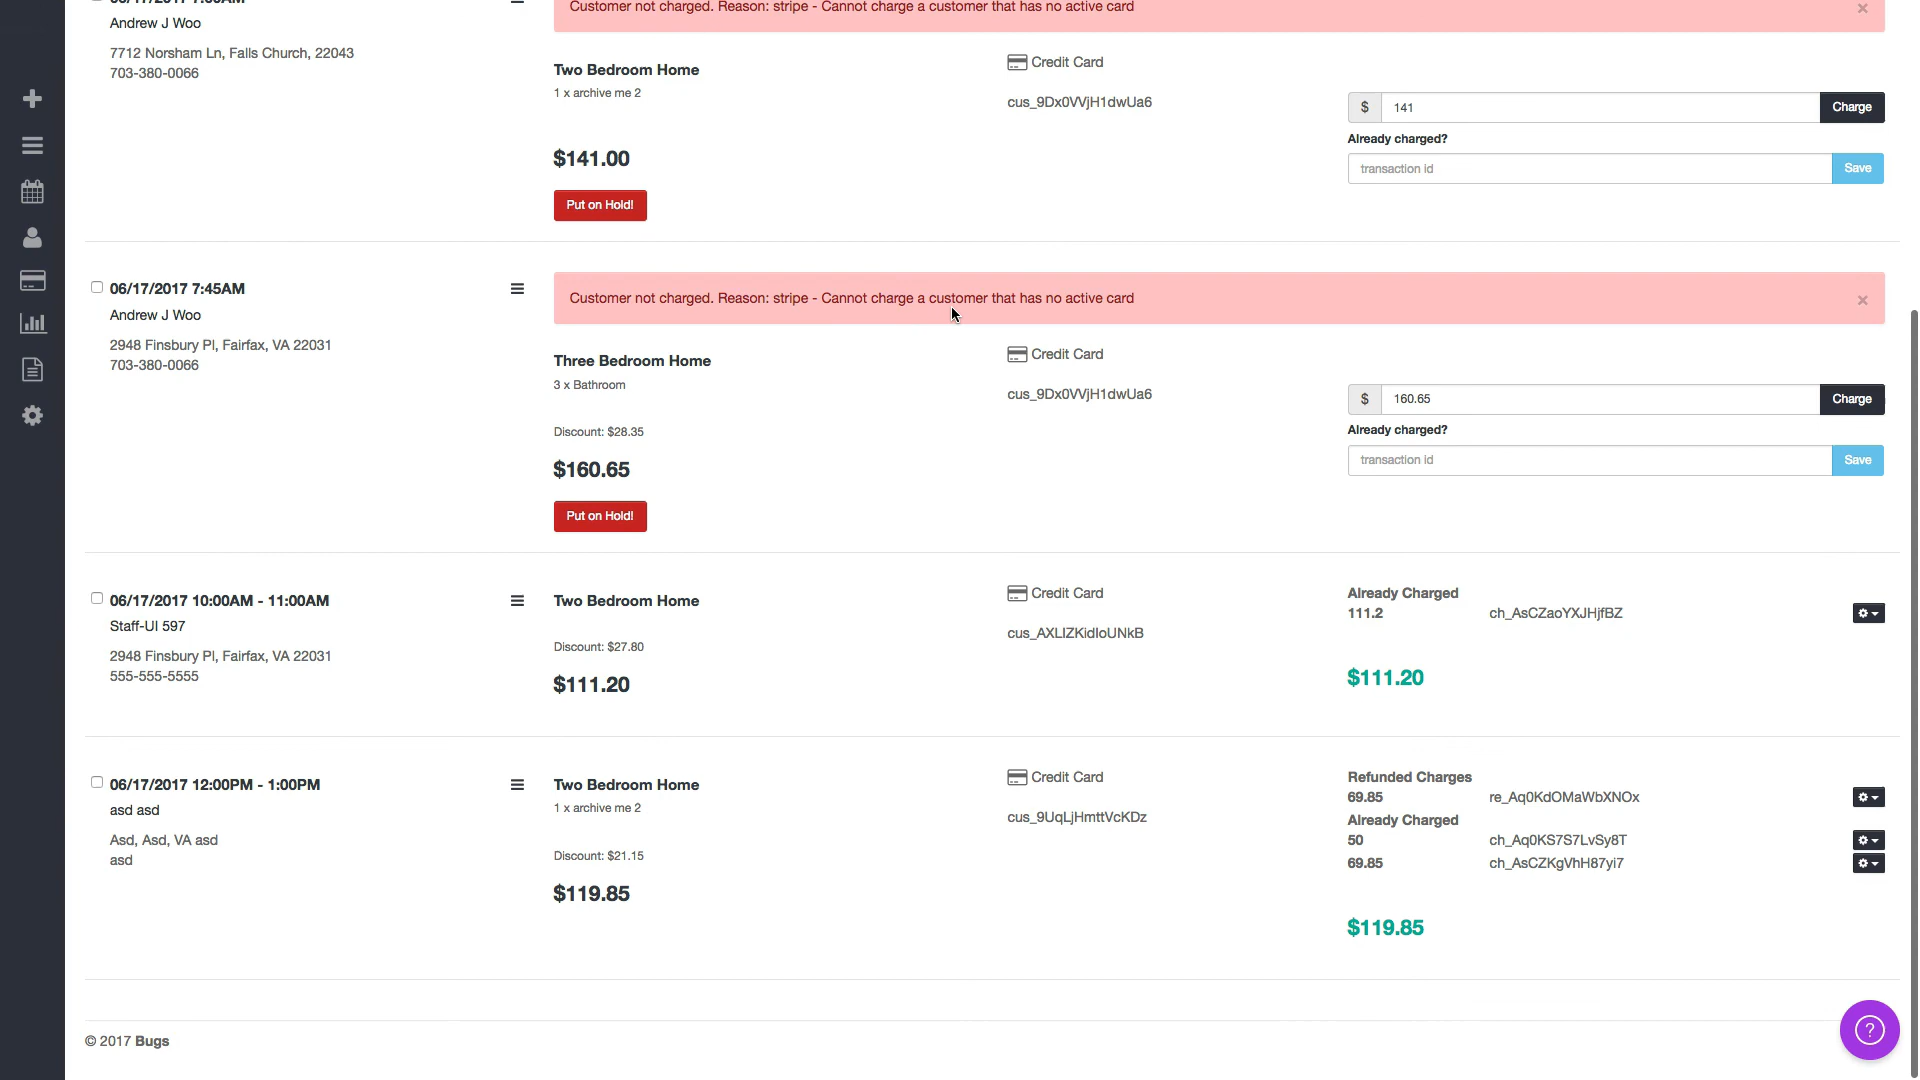 Andrew J Woo
7712 Norsham Ln, Falls Church, 22043
703-380-0066
Customer not charged. Reason: stripe - Cannot charge a customer that has no active card
×
Two Bedroom Home
1 x archive me 2
$141.00
Put on Hold!
Credit Card
cus_9Dx0VVjH1dwUa6
$ 141 Charge
Already charged?
transaction id Save
06/17/2017 7:45AM
Andrew J Woo
2948 Finsbury Pl, Fairfax, VA 22031
703-380-0066
Customer not charged. Reason: stripe - Cannot charge a customer that has no active card
×
Three Bedroom Home
3 x Bathroom
Discount: $28.35
$160.65
Put on Hold!
Credit Card
cus_9Dx0VVjH1dwUa6
$ 160.65 Charge
Already charged?
transaction id Save
06/17/2017 10:00AM - 11:00AM
Staff-UI 597
2948 Finsbury Pl, Fairfax, VA 22031
555-555-5555
Two Bedroom Home
Discount: $27.80
$111.20
Credit Card
cus_AXLIZKidIoUNkB
Already Charged
111.2 ch_AsCZaoYXJHjfBZ
$111.20
06/17/2017 12:00PM - 1:00PM
asd asd
Asd, Asd, VA asd
asd
Two Bedroom Home
1 x archive me 2
Discount: $21.15
$119.85
Credit Card
cus_9UqLjHmttVcKDz
Refunded Charges
69.85 re_Aq0KdOMaWbXNOx
Already Charged
50 ch_Aq0KS7S7LvSy8T
69.85 ch_AsCZKgVhH87yi7
$119.85
© 2017 Bugs
?